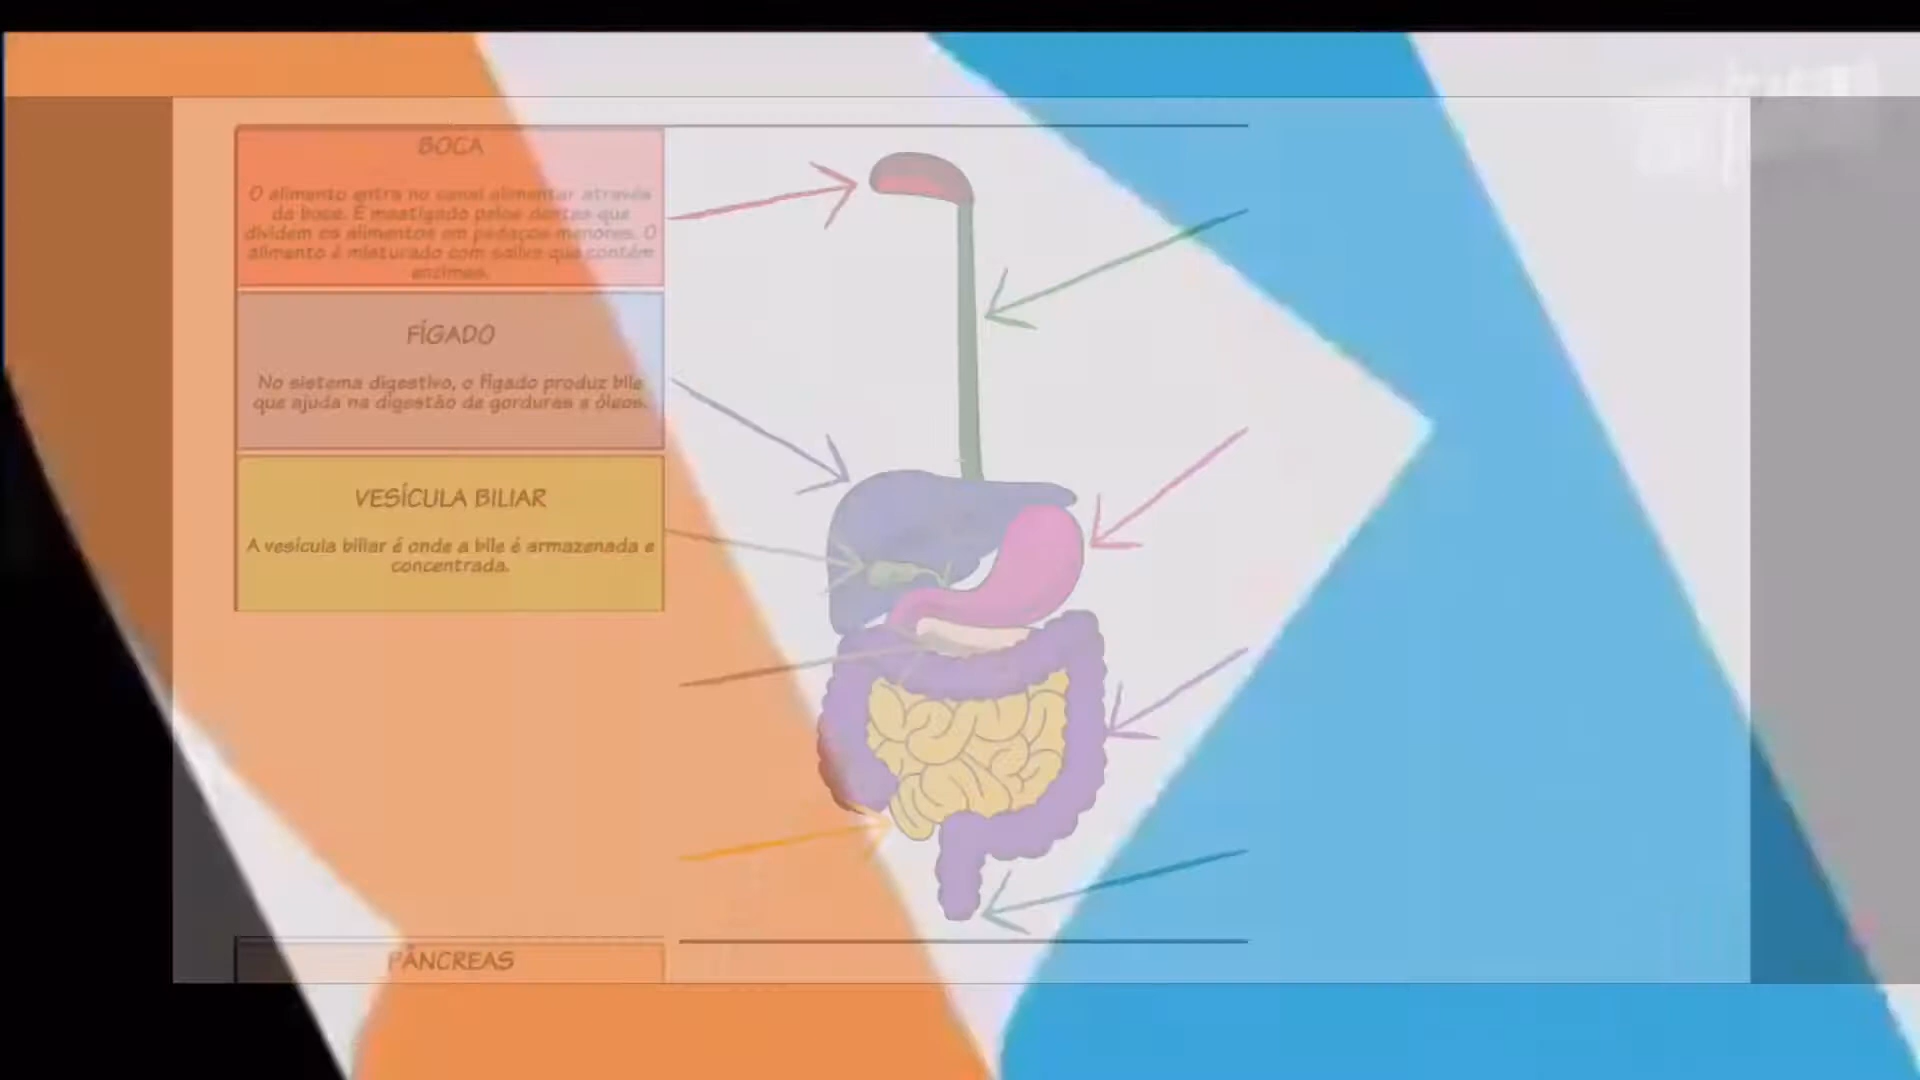 BOCA
O alimento entra no canal alimentar através
da boca. É mastigado pelos dentes que
dividem os alimentos em pedaços menores. O
alimento é misturado com saliva que contém
enzimas.
FÍGADO
No sistema digestivo, o fígado produz bile
que ajuda na digestão de gorduras e óleos.
VESÍCULA BILIAR
A vesícula biliar é onde a bile é armazenada e
concentrada.
PÂNCREAS